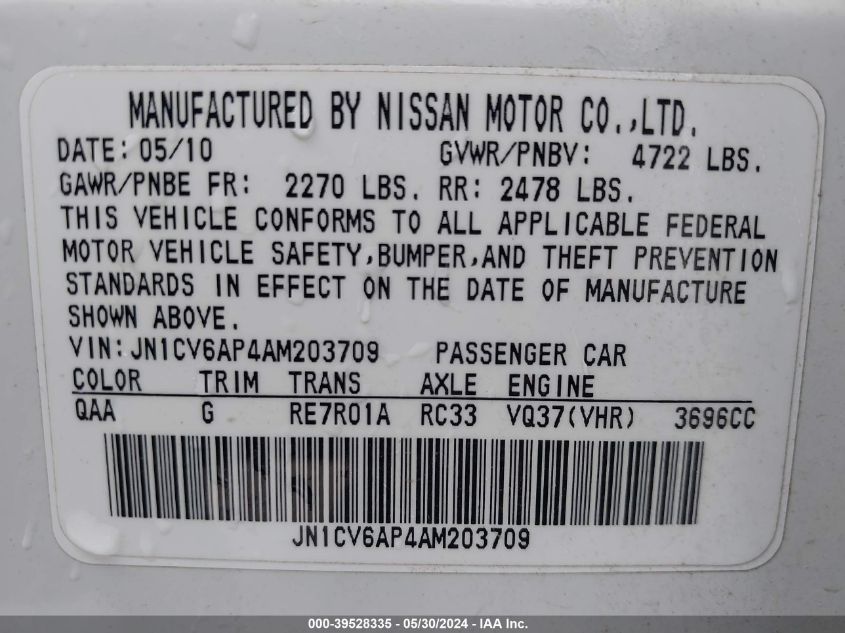 MANUFACTURED BY NISSAN MOTOR CO.,LTD.
DATE: 05/10 GVWR/PNBV: 4722 LBS.
GAWR/PNBE FR: 2270 LBS. RR: 2478 LBS.
THIS VEHICLE CONFORMS TO ALL APPLICABLE FEDERAL
MOTOR VEHICLE SAFETY,BUMPER,AND THEFT PREVENTION
STANDARDS IN EFFECT ON THE DATE OF MANUFACTURE
SHOWN ABOVE.
VIN: JN1CV6AP4AM203709 PASSENGER CAR
COLOR TRIM TRANS AXLE ENGINE
QAA G RE7R01A RC33 VQ37(VHR) 3696CC
JN1CV6AP4AM203709
000-39528335 - 05/30/2024 - IAA Inc.